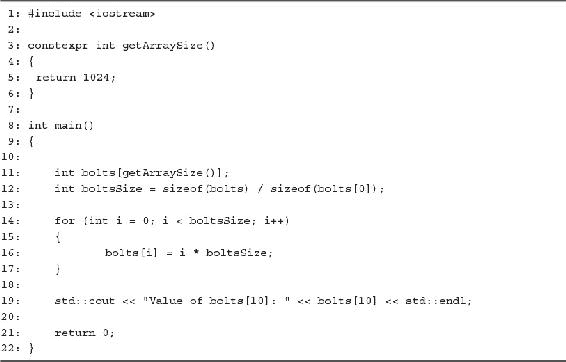 1: #include <iostream>
2:
3: constexpr int getArraySize()
4: {
5:  return 1024;
6: }
7:
8: int main()
9: {
10:
11:     int bolts[getArraySize()];
12:     int boltsSize = sizeof(bolts) / sizeof(bolts[0]);
13:
14:     for (int i = 0; i < boltsSize; i++)
15:     {
16:             bolts[i] = i * boltsSize;
17:     }
18:
19:     std::cout << "Value of bolts[10]: " << bolts[10] << std::endl;
20:
21:     return 0;
22: }